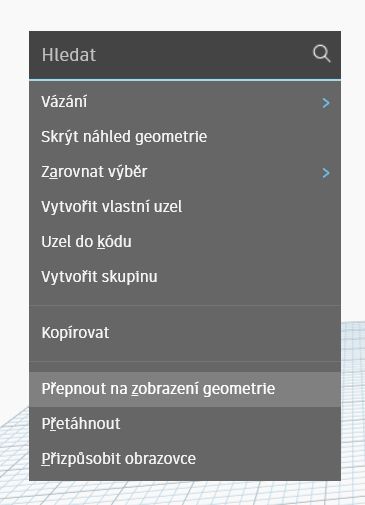 Hledat
Vázání
Skrýt náhled geometrie
Zarovnat výběr
Vytvořit vlastní uzel
Uzel do kódu
Vytvořit skupinu
Kopírovat
Přepnout na zobrazení geometrie
Přetáhnout
Přizpůsobit obrazovce